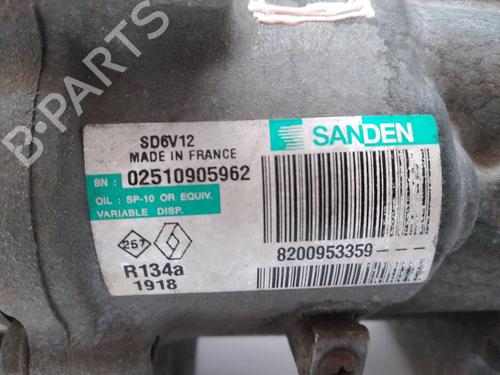 SD6V12
MADE IN FRANCE
SN : 02510905962
OIL : SP-10 OR EQUIV.
VARIABLE DISP.
257
R134a
1918
SANDEN
8200953359---
B-PARTS